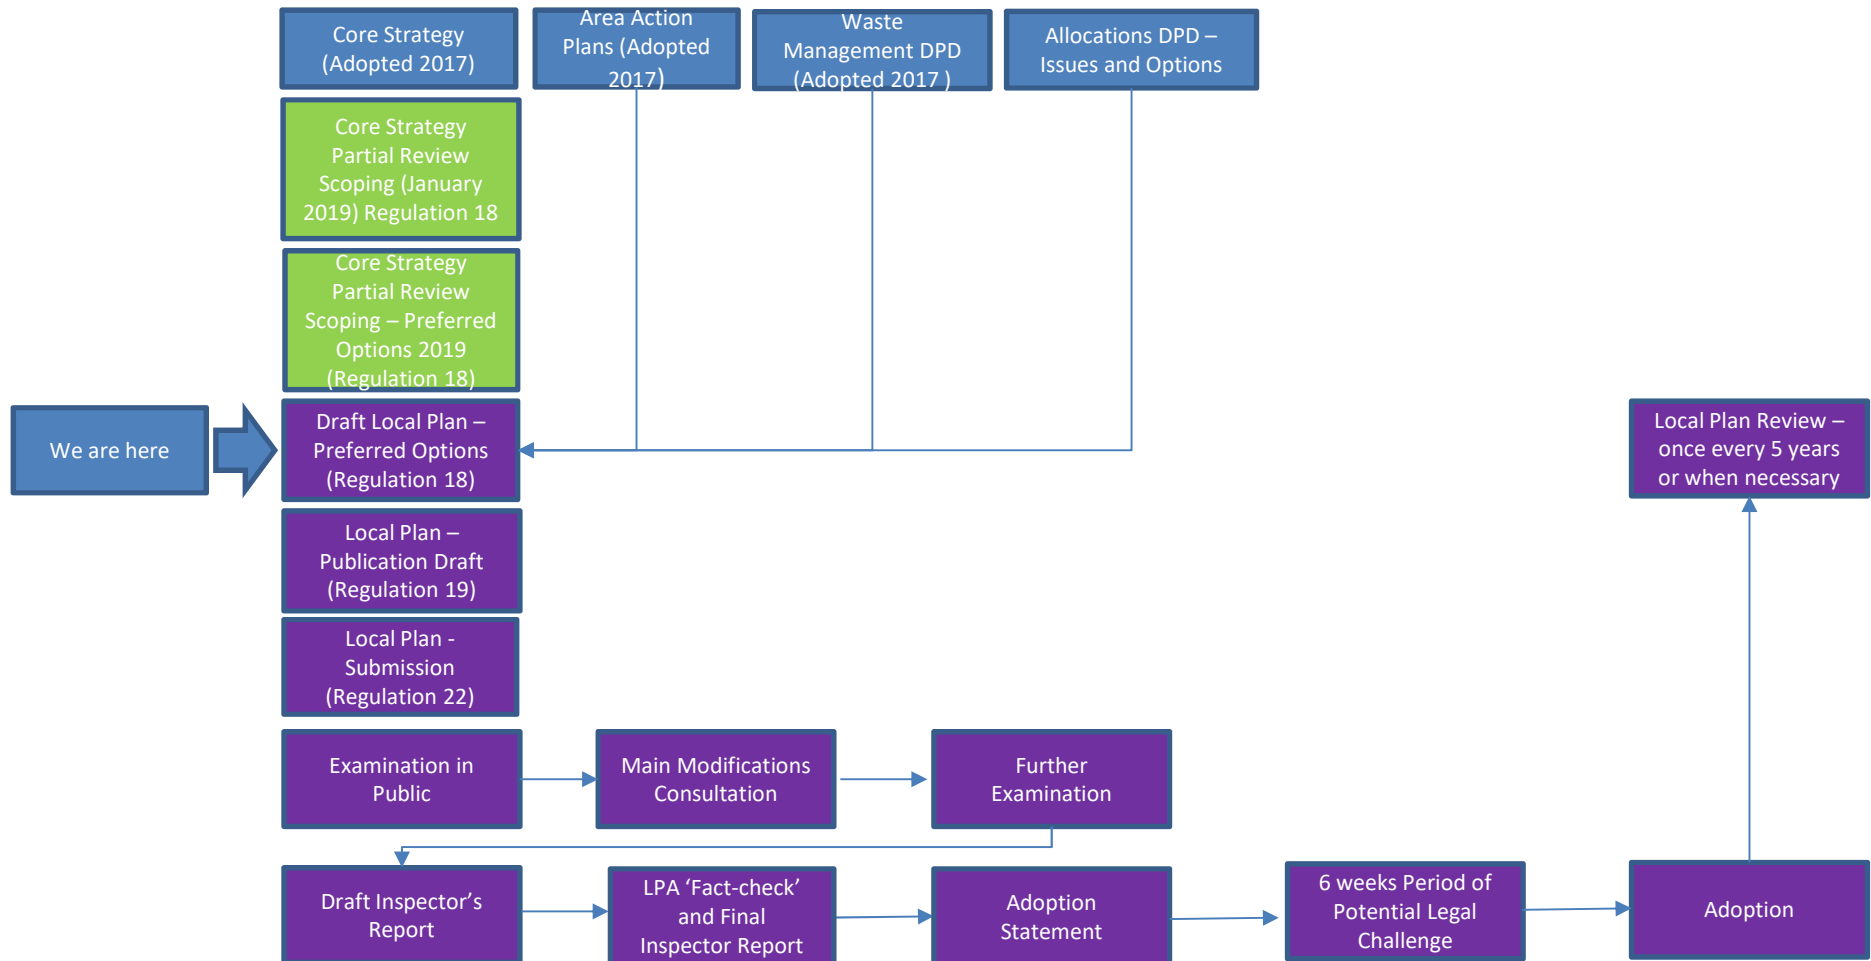 Core Strategy
(Adopted 2017)
Area Action
Plans (Adopted
2017)
Waste
Management DPD
(Adopted 2017 )
Allocations DPD –
Issues and Options
Core Strategy
Partial Review
Scoping (January
2019) Regulation 18
Core Strategy
Partial Review
Scoping – Preferred
Options 2019
(Regulation 18)
We are here
Draft Local Plan –
Preferred Options
(Regulation 18)
Local Plan Review –
once every 5 years
or when necessary
Local Plan –
Publication Draft
(Regulation 19)
Local Plan -
Submission
(Regulation 22)
Examination in
Public
Main Modifications
Consultation
Further
Examination
Draft Inspector’s
Report
LPA ‘Fact-check’
and Final
Inspector Report
Adoption
Statement
6 weeks Period of
Potential Legal
Challenge
Adoption